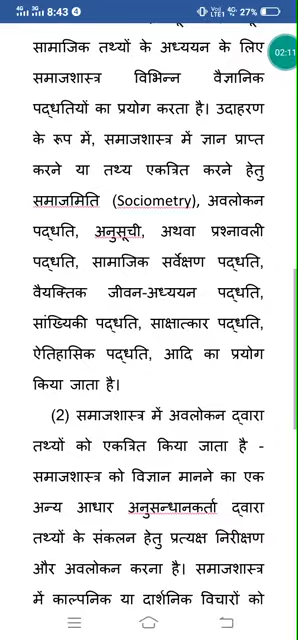 8:43
27%
02:11
सामाजिक तथ्यों के अध्ययन के लिए
समाजशास्त्र विभिन्न वैज्ञानिक
पद्धतियों का प्रयोग करता है। उदाहरण
के रूप में, समाजशास्त्र में ज्ञान प्राप्त
करने या तथ्य एकत्रित करने हेतु
समाजमिति (Sociometry), अवलोकन
पद्धति, अनुसूची, अथवा प्रश्नावली
पद्धति, सामाजिक सर्वेक्षण पद्धति,
वैयक्तिक जीवन-अध्ययन पद्धति,
सांख्यिकी पद्धति, साक्षात्कार पद्धति,
ऐतिहासिक पद्धति, आदि का प्रयोग
किया जाता है।
(2) समाजशास्त्र में अवलोकन द्वारा
तथ्यों को एकत्रित किया जाता है -
समाजशास्त्र को विज्ञान मानने का एक
अन्य आधार अनुसन्धानकर्ता द्वारा
तथ्यों के संकलन हेतु प्रत्यक्ष निरीक्षण
और अवलोकन करना है। समाजशास्त्र
में काल्पनिक या दार्शनिक विचारों को